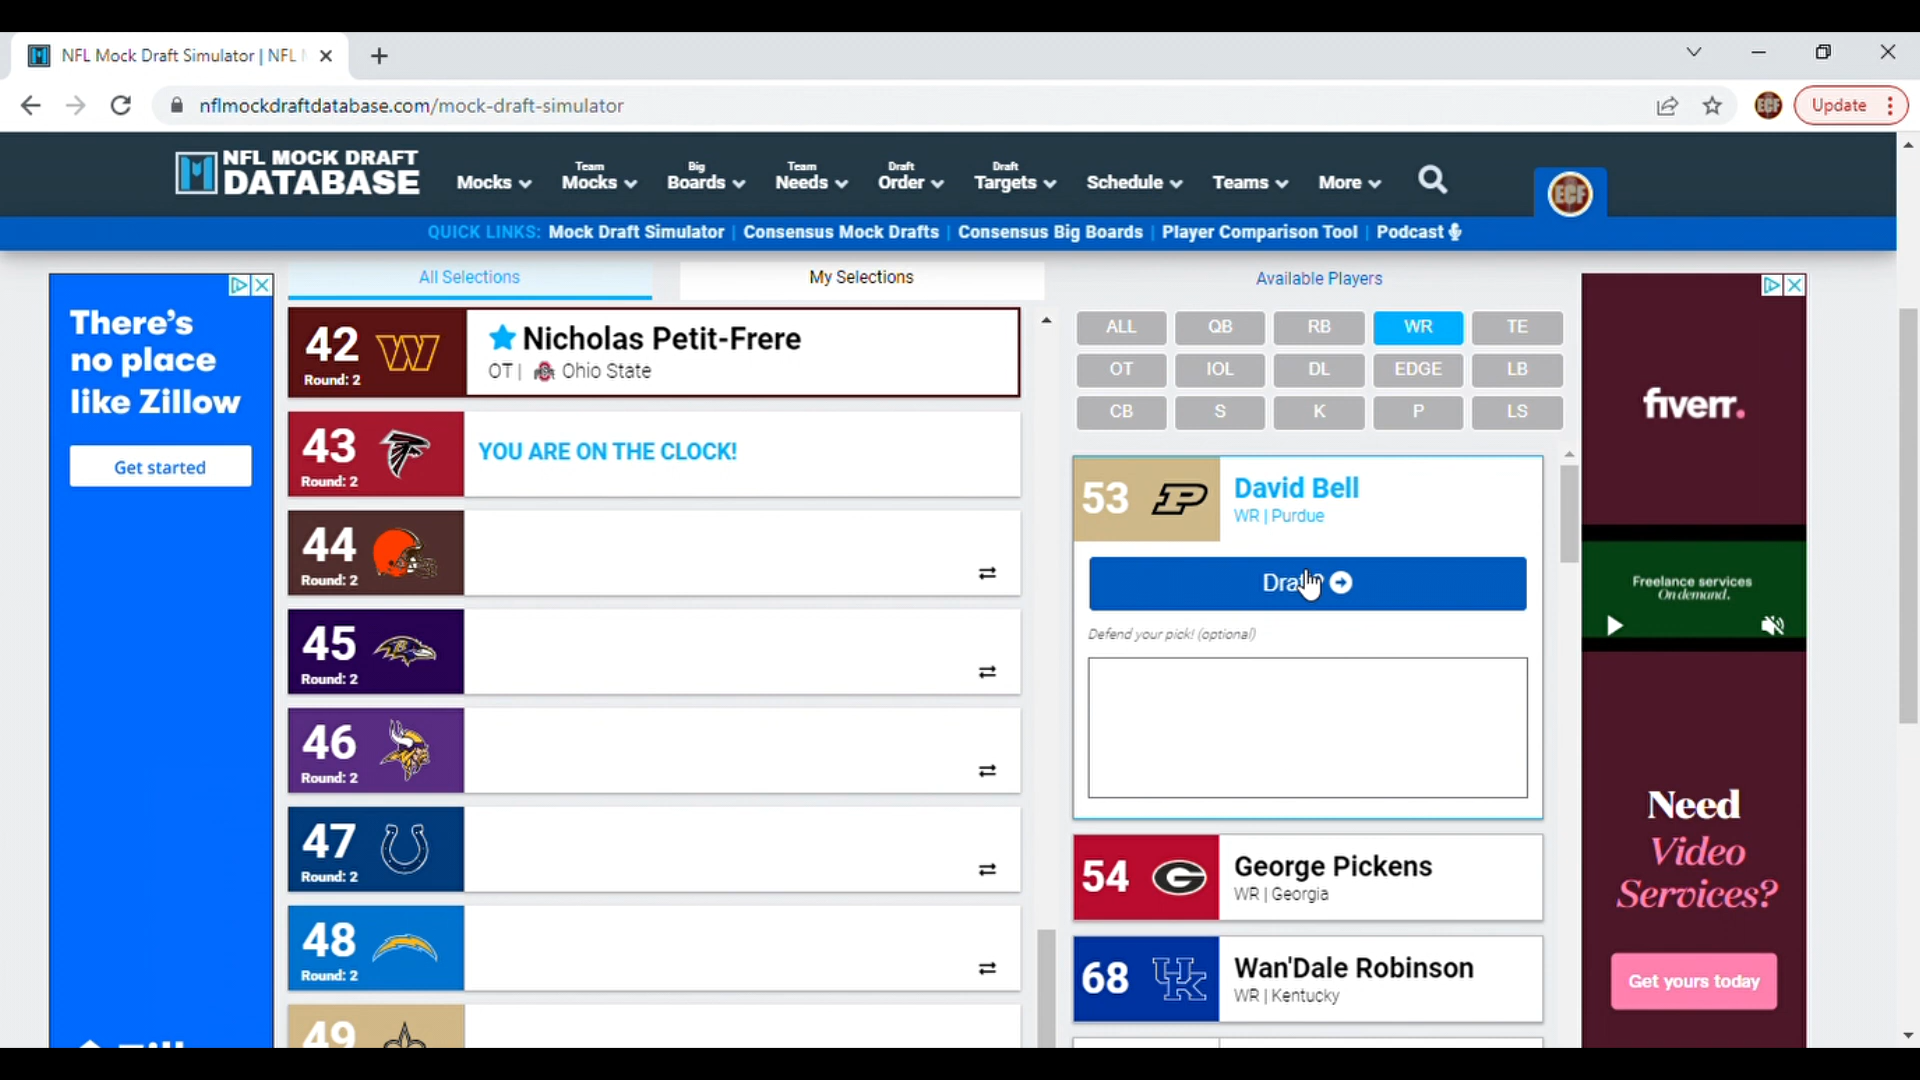 NFL Mock Draft Simulator | NFL
nflmockdraftdatabase.com/mock-draft-simulator
ECF
Update
NFL MOCK DRAFT
DATABASE
Mocks
Team
Mocks
Big
Boards
Team
Needs
Draft
Order
Draft
Targets
Schedule
Teams
More
ECF
QUICK LINKS: Mock Draft Simulator | Consensus Mock Drafts | Consensus Big Boards | Player Comparison Tool | Podcast
There's
no place
like Zillow
Get started
All Selections
My Selections
42
Round: 2
Nicholas Petit-Frere
OT | Ohio State
43
Round: 2
YOU ARE ON THE CLOCK!
44
Round: 2
45
Round: 2
46
Round: 2
47
Round: 2
48
Round: 2
49
Available Players
ALL QB RB WR TE
OT IOL DL EDGE LB
CB S K P LS
53
P
David Bell
WR | Purdue
Defend your pick! (optional)
54
G
George Pickens
WR | Georgia
68
UK
Wan'Dale Robinson
WR | Kentucky
fiverr.
Freelance services
On demand.
Need
Video
Services?
Get yours today